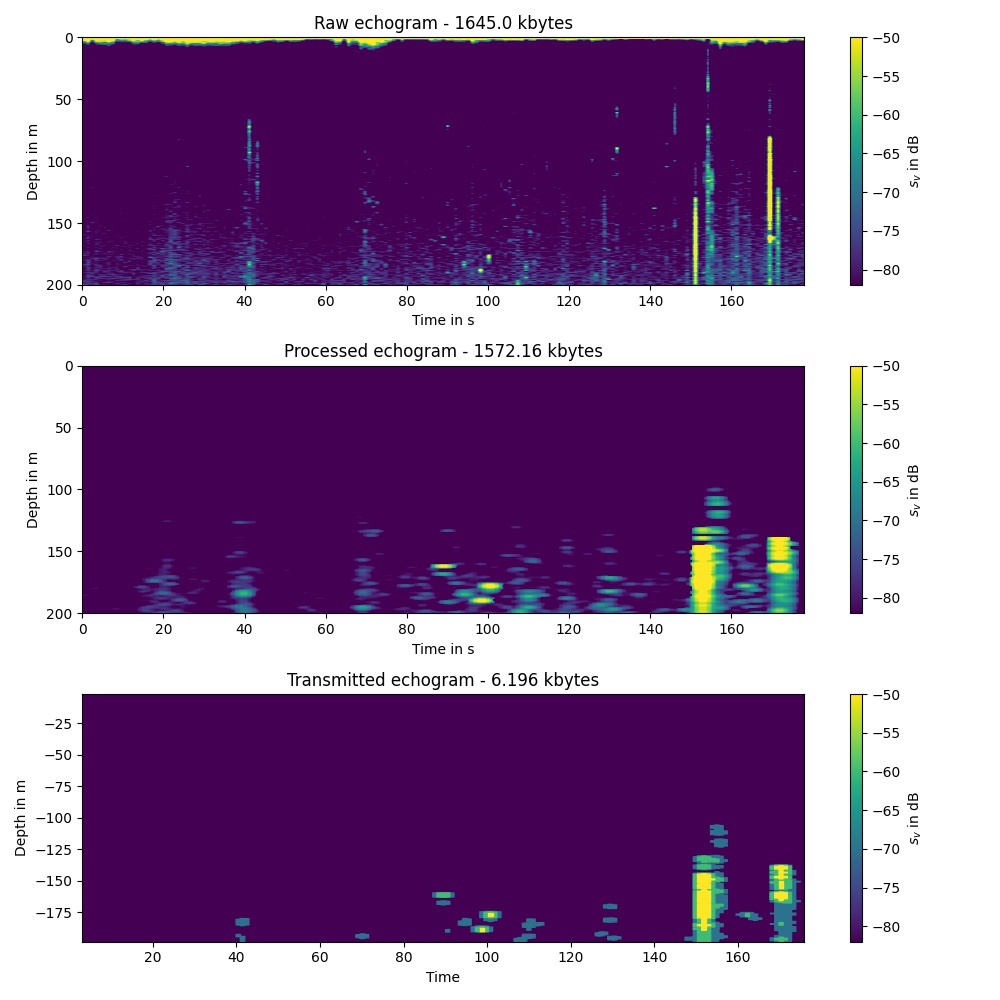 Raw echogram - 1645.0 kbytes
0
50
100
150
200
Depth in m
0 20 40 60 80 100 120 140 160
Time in s
−50
−55
−60
−65
−70
−75
−80
sv in dB
Processed echogram - 1572.16 kbytes
0
50
100
150
200
Depth in m
0 20 40 60 80 100 120 140 160
Time in s
−50
−55
−60
−65
−70
−75
−80
sv in dB
Transmitted echogram - 6.196 kbytes
−25
−50
−75
−100
−125
−150
−175
Depth in m
20 40 60 80 100 120 140 160
Time
−50
−55
−60
−65
−70
−75
−80
sv in dB